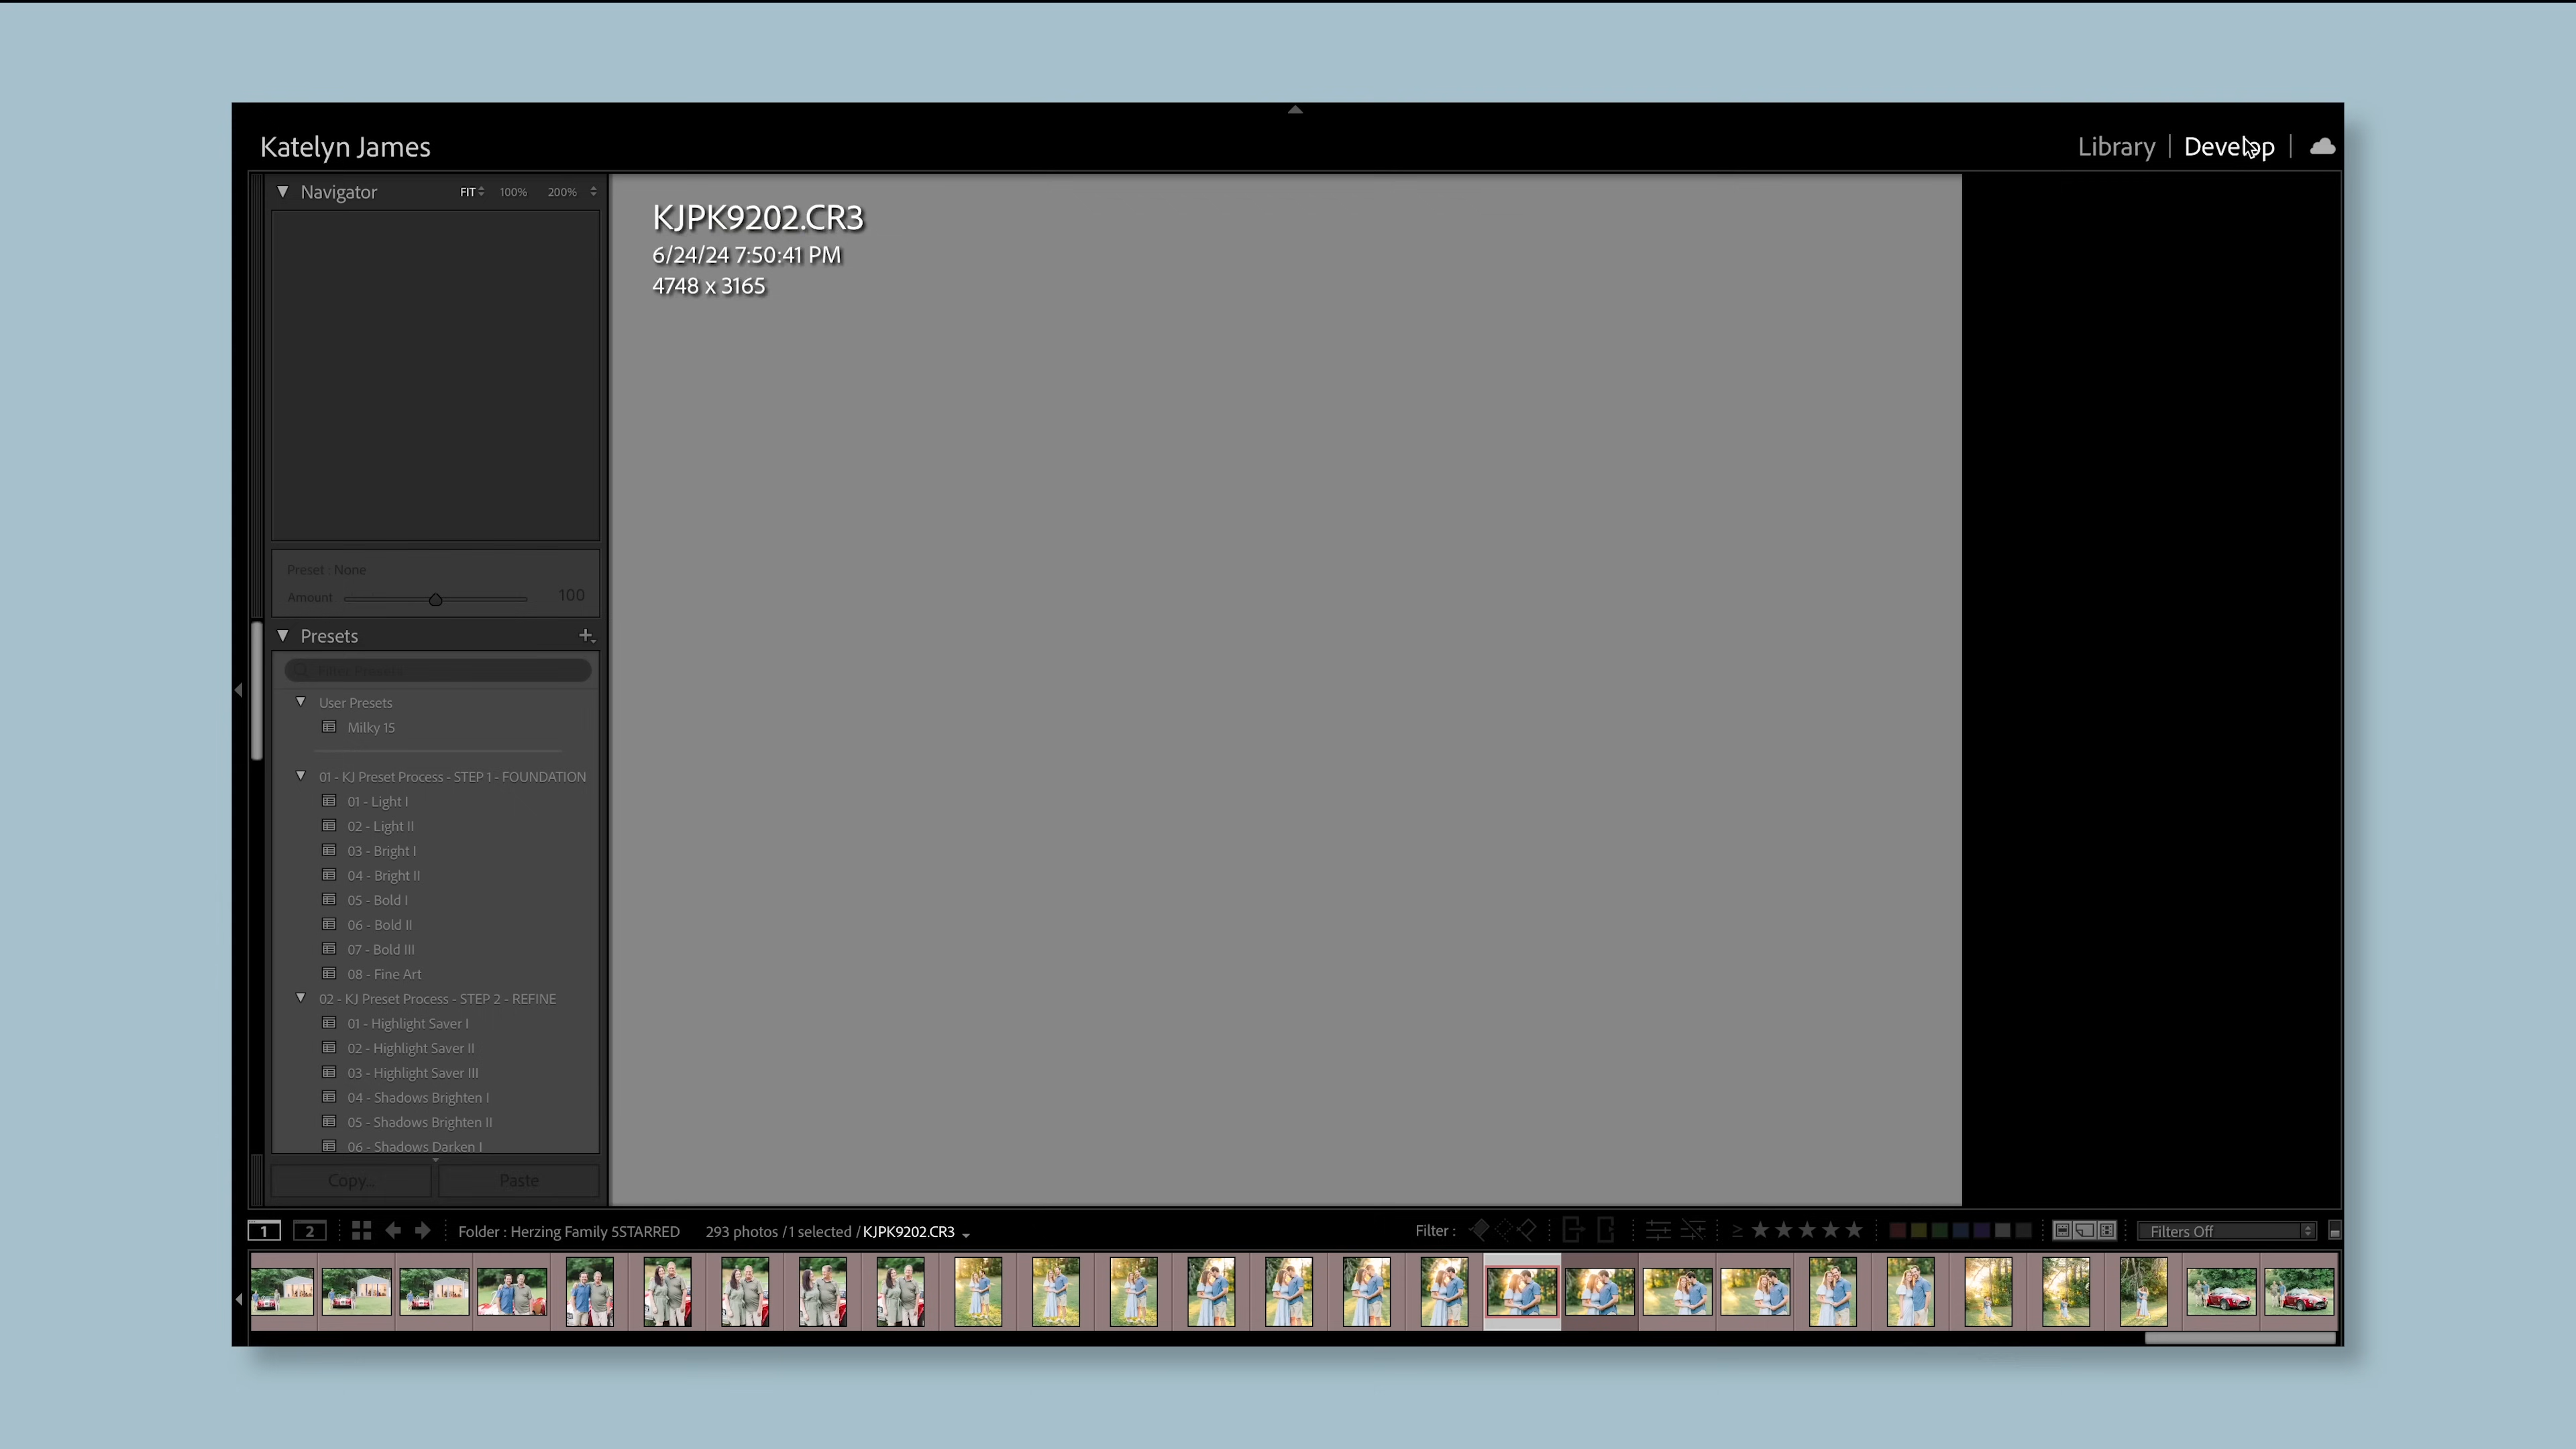 Katelyn James
Library | Develop
Navigator
FIT 100% 200%
KJPK9202.CR3
6/24/24 7:50:41 PM
4748 x 3165
Preset : None
Amount 100
Presets
Filter Presets
User Presets
Milky 15
01 - KJ Preset Process - STEP 1 - FOUNDATION
01 - Light I
02 - Light II
03 - Bright I
04 - Bright II
05 - Bold I
06 - Bold II
07 - Bold III
08 - Fine Art
02 - KJ Preset Process - STEP 2 - REFINE
01 - Highlight Saver I
02 - Highlight Saver II
03 - Highlight Saver III
04 - Shadows Brighten I
05 - Shadows Brighten II
06 - Shadows Darken I
Copy... Paste
1 2 Folder : Herzing Family 5STARRED 293 photos / 1 selected / KJPK9202.CR3 Filter : ≥ ★★★★★ Filters Off